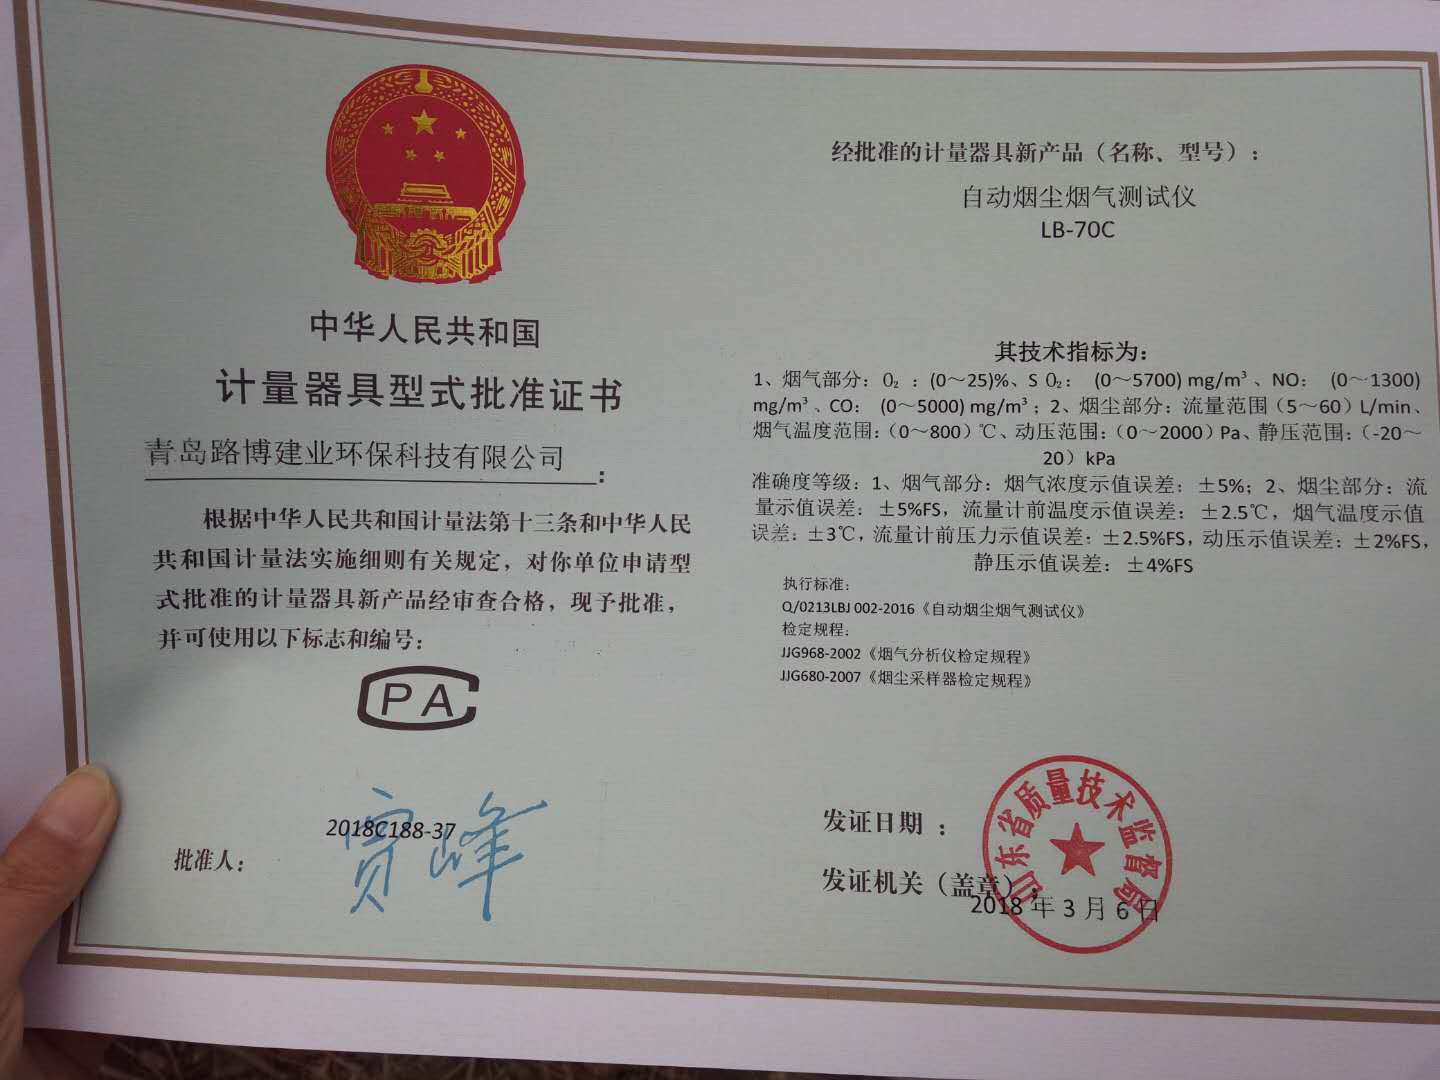 中华人民共和国
计量器具型式批准证书
青岛路博建业环保科技有限公司：
根据中华人民共和国计量法第十三条和中华人民
共和国计量法实施细则有关规定，对你单位申请型
式批准的计量器具新产品经审查合格，现予批准，
并可使用以下标志和编号：
CPA
2018C188-37
批准人：
经批准的计量器具新产品（名称、型号）：
自动烟尘烟气测试仪
LB-70C
其技术指标为：
1、烟气部分：O₂ ：(0～25)%、S O₂： (0～5700) mg/m³ 、NO： (0～1300)
mg/m³ 、CO： (0～5000) mg/m³；2、烟尘部分：流量范围（5～60）L/min、
烟气温度范围：（0～800）℃、动压范围：（0～2000）Pa、静压范围：（-20～
20）kPa
准确度等级：1、烟气部分：烟气浓度示值误差：±5%；2、烟尘部分：流
量示值误差：±5%FS，流量计前温度示值误差：±2.5℃，烟气温度示值
误差：±3℃，流量计前压力示值误差：±2.5%FS，动压示值误差：±2%FS，
静压示值误差：±4%FS
执行标准：
Q/0213LBJ 002-2016《自动烟尘烟气测试仪》
检定规程：
JJG968-2002《烟气分析仪检定规程》
JJG680-2007《烟尘采样器检定规程》
发证日期 ：
发证机关（盖章）：
2018 年 3 月 6 日
山东省质量技术监督局